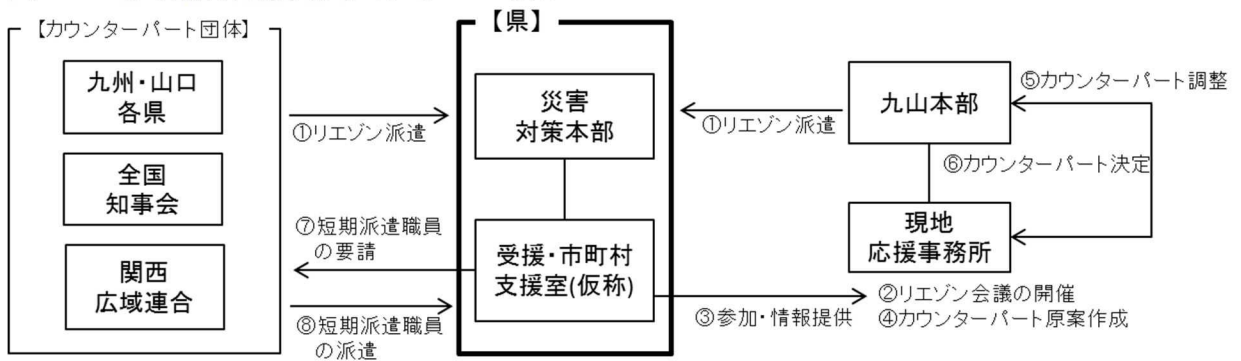 【カウンターパート団体】
九州・山口
各県
全国
知事会
関西
広域連合
①リエゾン派遣
⑦短期派遣職員
の要請
⑧短期派遣職員
の派遣
【県】
災害
対策本部
受援・市町村
支援室(仮称)
①リエゾン派遣
③参加・情報提供
九山本部
⑤カウンターパート調整
⑥カウンターパート決定
現地
応援事務所
②リエゾン会議の開催
④カウンターパート原案作成